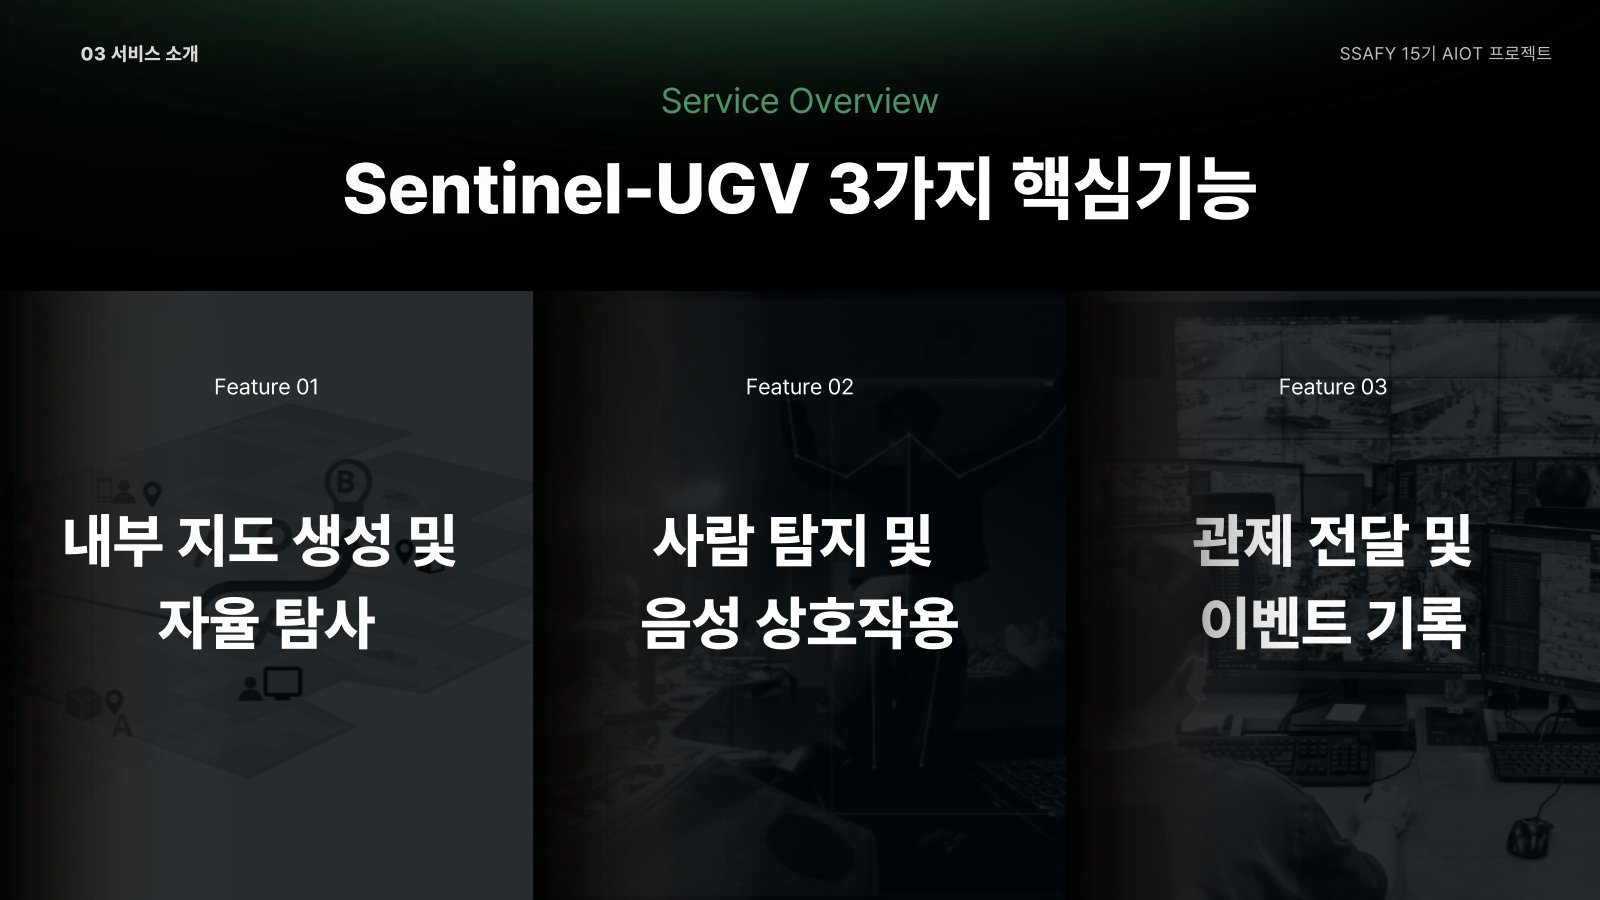 03 서비스 소개
SSAFY 15기 AIOT 프로젝트
Service Overview
Sentinel-UGV 3가지 핵심기능
Feature 01
내부 지도 생성 및
자율 탐사
B
A
Feature 02
사람 탐지 및
음성 상호작용
Feature 03
관제 전달 및
이벤트 기록